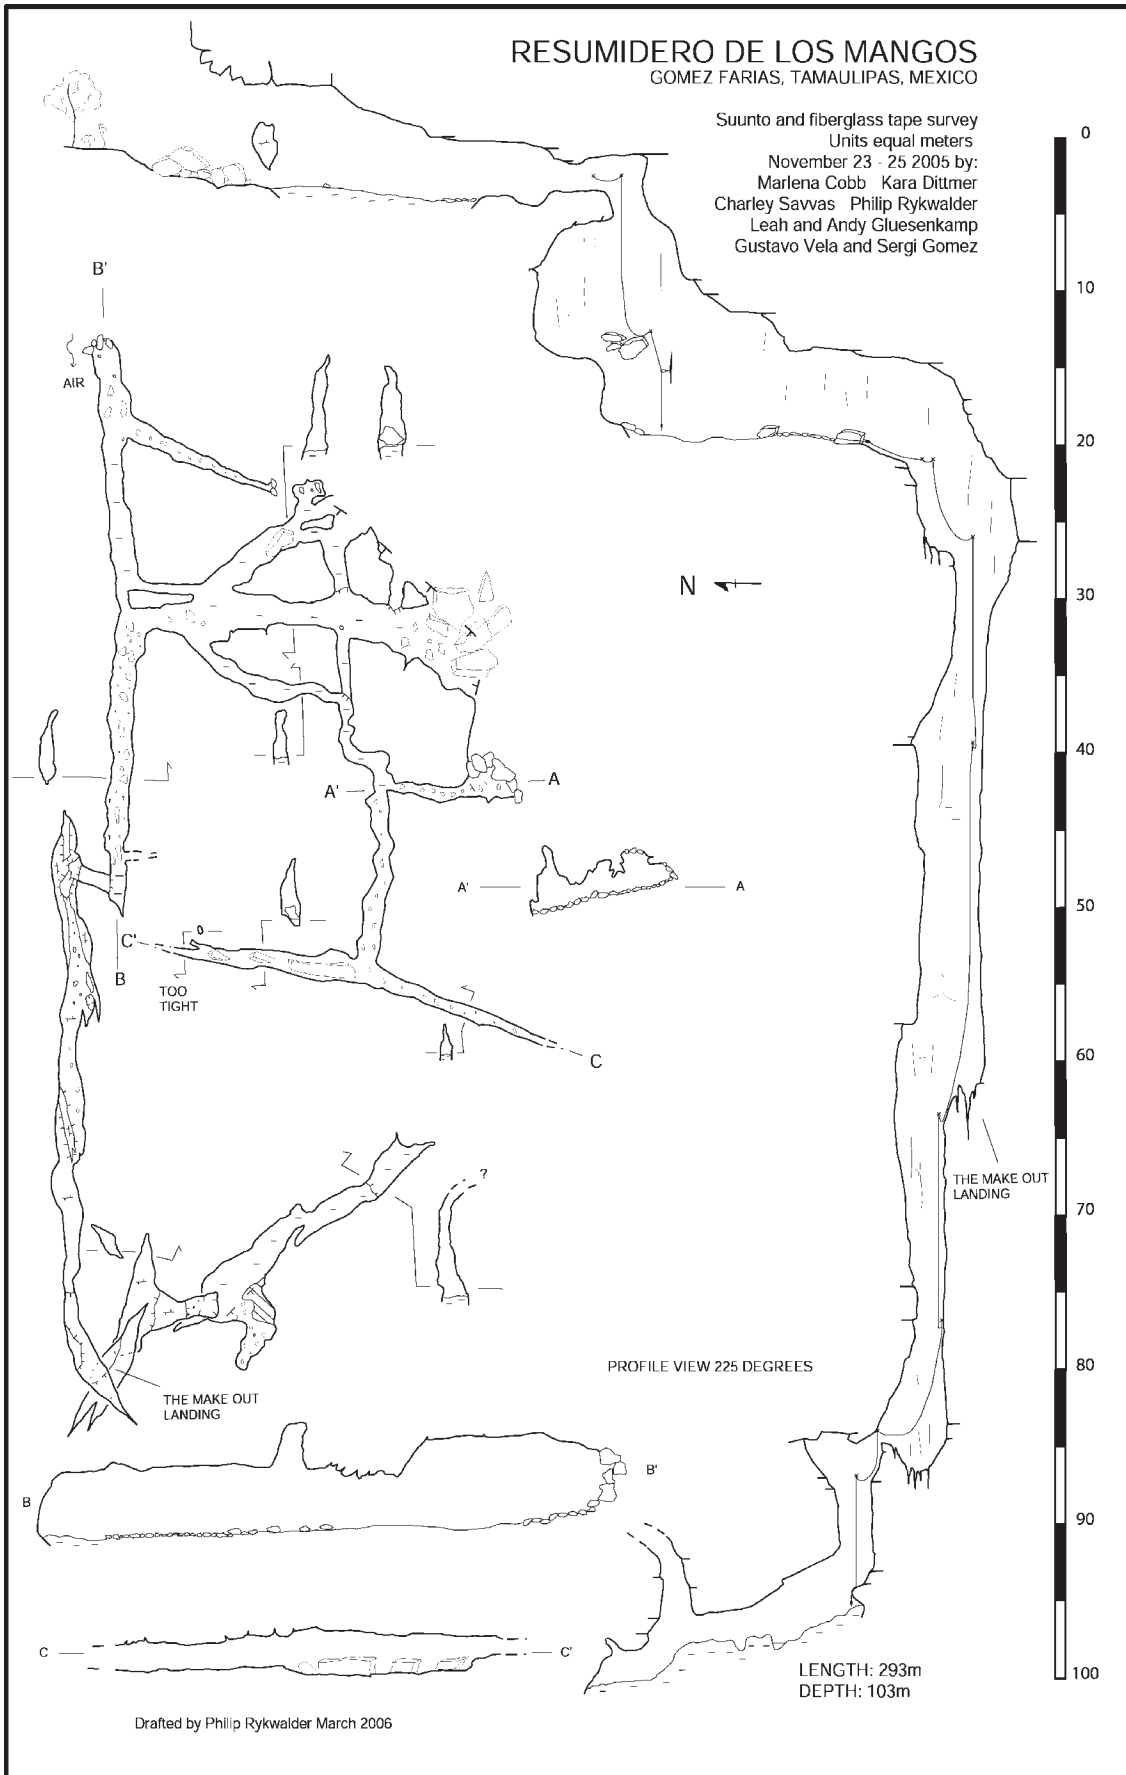 RESUMIDERO DE LOS MANGOS
GOMEZ FARIAS, TAMAULIPAS, MEXICO
Suunto and fiberglass tape survey
Units equal meters
November 23 - 25 2005 by:
Marlena Cobb Kara Dittmer
Charley Savvas Philip Rykwalder
Leah and Andy Gluesenkamp
Gustavo Vela and Sergi Gomez
0
10
20
30
40
50
60
70
80
90
100
B'
AIR
N
A'
A
A'
A
C'
B
TOO
TIGHT
C
?
THE MAKE OUT
LANDING
THE MAKE OUT
LANDING
PROFILE VIEW 225 DEGREES
B
B'
C
C'
LENGTH: 293m
DEPTH: 103m
Drafted by Philip Rykwalder March 2006